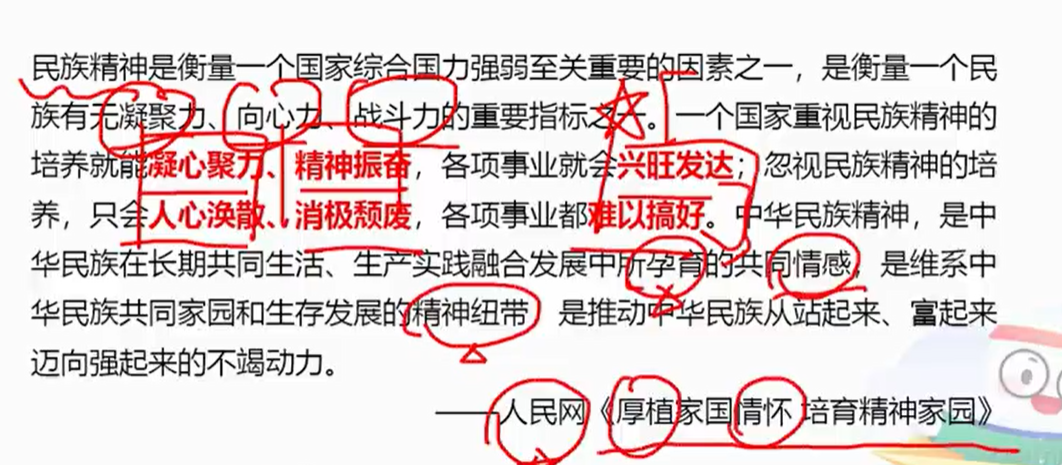 民族精神是衡量一个国家综合国力强弱至关重要的因素之一，是衡量一个民
族有无凝聚力、向心力、战斗力的重要指标之一。一个国家重视民族精神的
培养就能凝心聚力、精神振奋，各项事业就会兴旺发达；忽视民族精神的培
养，只会人心涣散、消极颓废，各项事业都难以搞好。中华民族精神，是中
华民族在长期共同生活、生产实践融合发展中所孕育的共同情感，是维系中
华民族共同家园和生存发展的精神纽带，是推动中华民族从站起来、富起来
迈向强起来的不竭动力。
——人民网《厚植家国情怀 培育精神家园》